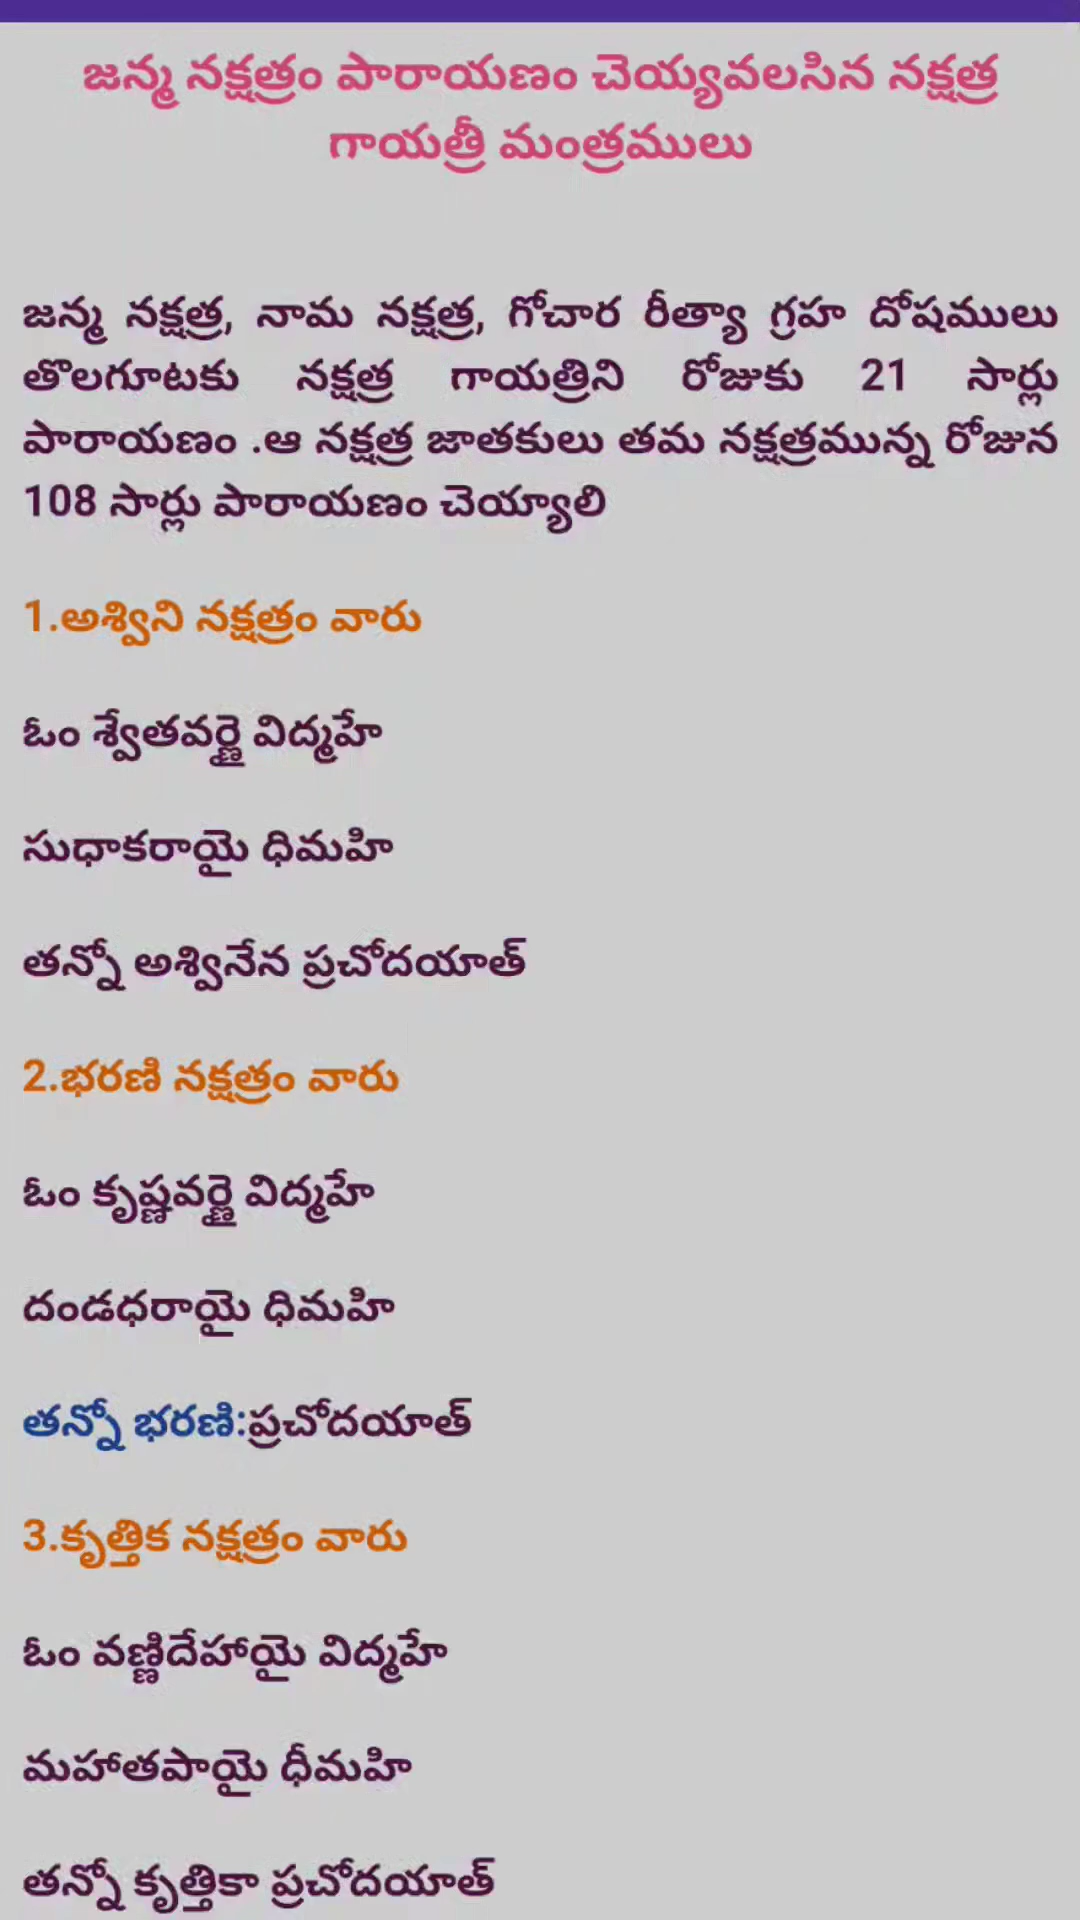 జన్మ నక్షత్రం పారాయణం చెయ్యవలసిన నక్షత్ర
గాయత్రీ మంత్రములు
జన్మ నక్షత్ర, నామ నక్షత్ర, గోచార రీత్యా గ్రహ దోషములు
తొలగూటకు నక్షత్ర గాయత్రిని రోజుకు 21 సార్లు
పారాయణం .ఆ నక్షత్ర జాతకులు తమ నక్షత్రమున్న రోజున
108 సార్లు పారాయణం చెయ్యాలి
1.అశ్విని నక్షత్రం వారు
ఓం శ్వేతవర్ణై విద్మహే
సుధాకరాయై ధిమహి
తన్నో అశ్వినేన ప్రచోదయాత్
2.భరణి నక్షత్రం వారు
ఓం కృష్ణవర్ణై విద్మహే
దండధరాయై ధిమహి
తన్నో భరణి:ప్రచోదయాత్
3.కృత్తిక నక్షత్రం వారు
ఓం వణ్ణిదేహాయై విద్మహే
మహాతపాయై ధీమహి
తన్నో కృత్తికా ప్రచోదయాత్